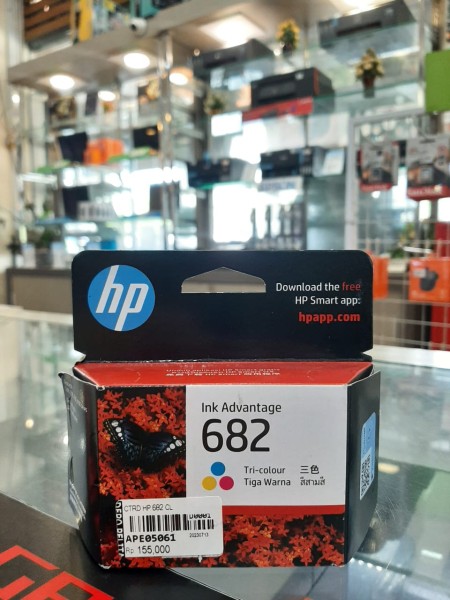 hp
Download the free
HP Smart app:
hpapp.com
Ink Advantage
682
Tri-colour 三色
Tiga Warna สีสามสี
CTRD HP 682 CL
APE05061
Rp 155,000